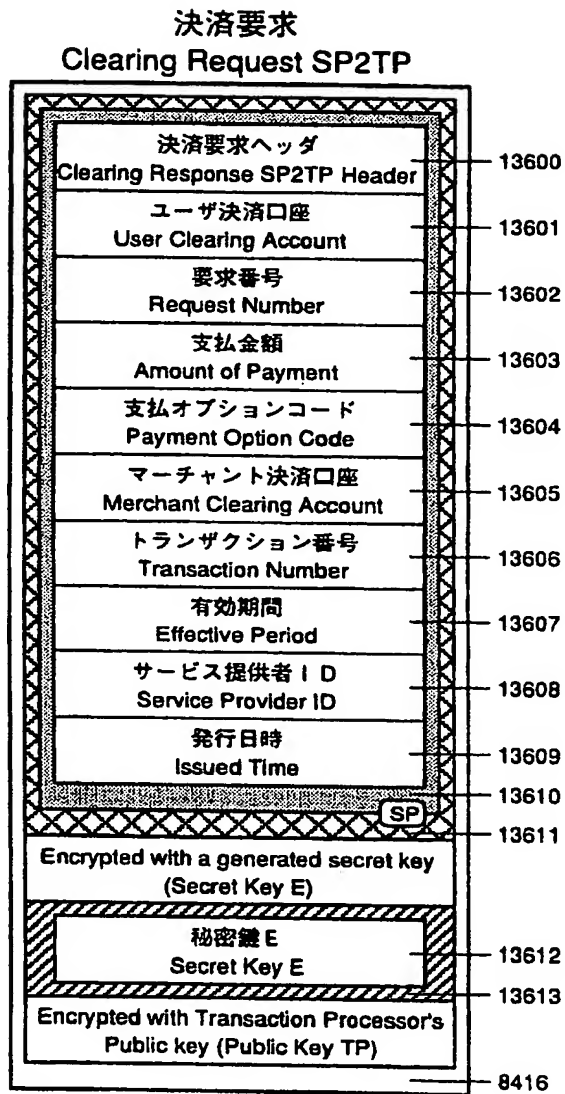 決済要求
Clearing Request SP2TP
決済要求ヘッダ
Clearing Response SP2TP Header
13600
ユーザ決済口座
User Clearing Account
13601
要求番号
Request Number
13602
支払金額
Amount of Payment
13603
支払オプションコード
Payment Option Code
13604
マーチャント決済口座
Merchant Clearing Account
13605
トランザクション番号
Transaction Number
13606
有効期間
Effective Period
13607
サービス提供者ID
Service Provider ID
13608
発行日時
Issued Time
13609
13610
SP
13611
Encrypted with a generated secret key
(Secret Key E)
秘密鍵E
Secret Key E
13612
13613
Encrypted with Transaction Processor's
Public key (Public Key TP)
8416